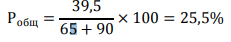 Pобщ = 39,5 / (65 + 90) × 100 = 25,5%